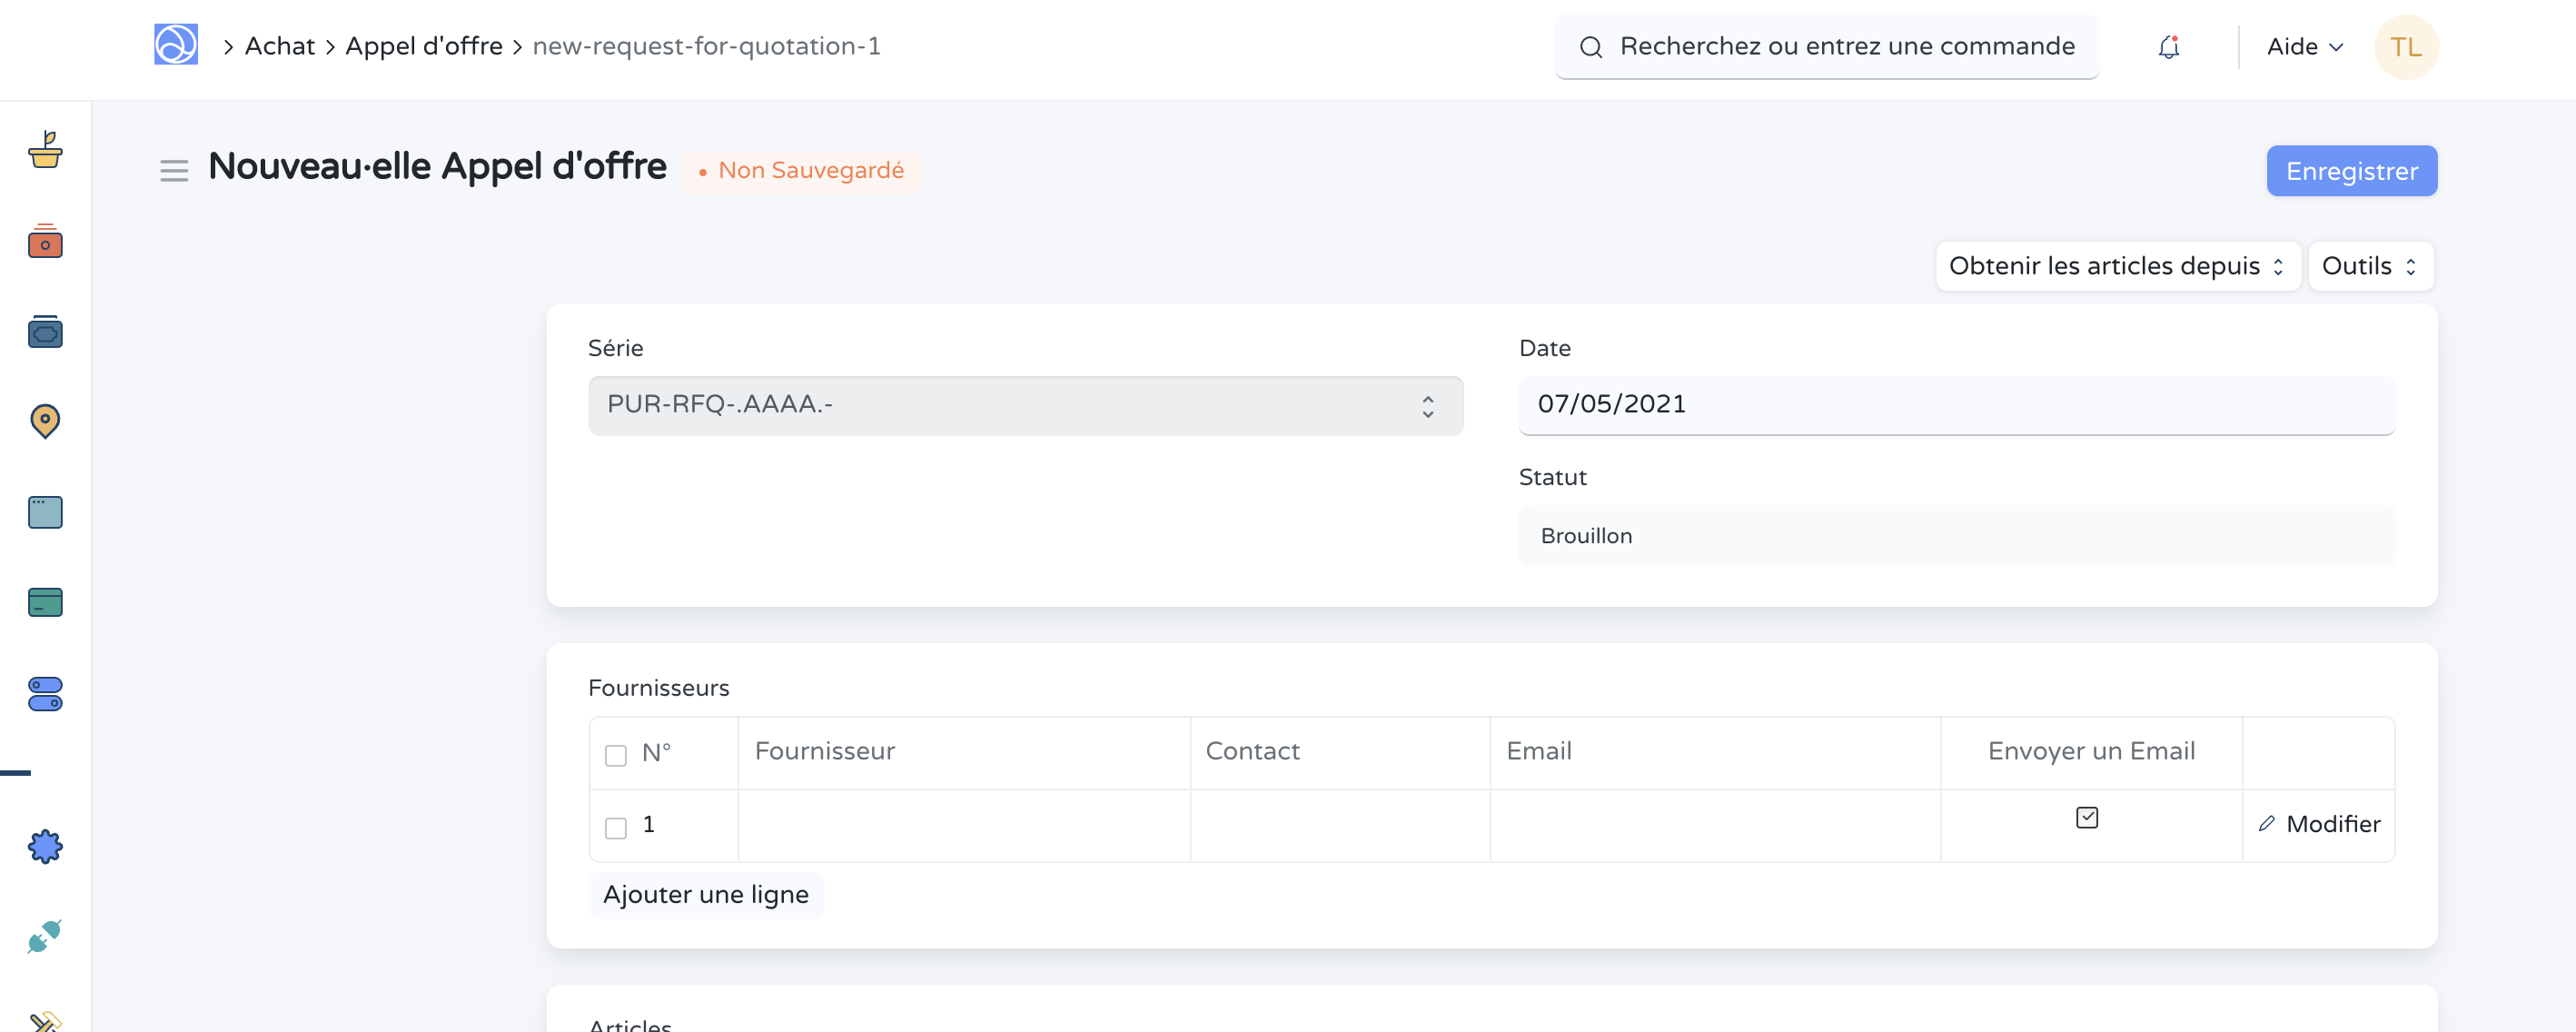 Achat > Appel d'offre > new-request-for-quotation-1
Recherchez ou entrez une commande
Aide
TL
Nouveau·elle Appel d'offre
• Non Sauvegardé
Enregistrer
Obtenir les articles depuis
Outils
Série
PUR-RFQ-.AAAA.-
Date
07/05/2021
Statut
Brouillon
Fournisseurs
N° Fournisseur Contact Email Envoyer un Email
1 Modifier
Ajouter une ligne
Articles